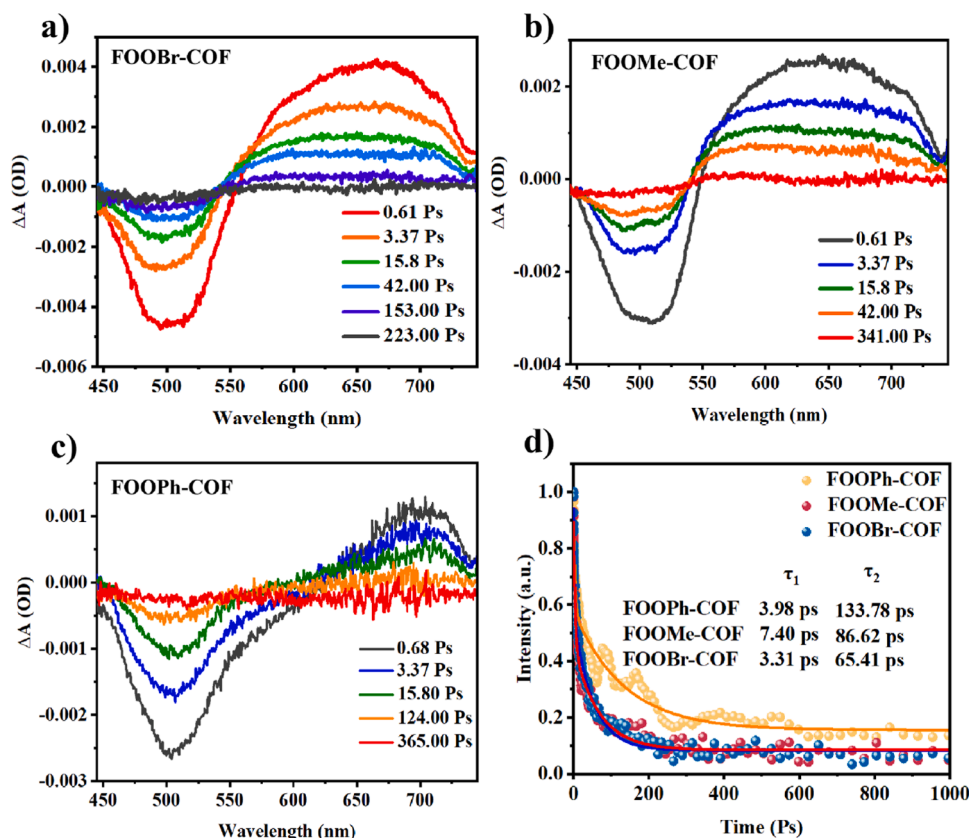 a)
FOOBr-COF
0.004
0.002
0.000
-0.002
-0.004
-0.006
ΔA (OD)
0.61 Ps
3.37 Ps
15.8 Ps
42.00 Ps
153.00 Ps
223.00 Ps
450 500 550 600 650 700
Wavelength (nm)
b)
FOOMe-COF
0.002
0.000
-0.002
-0.004
ΔA (OD)
0.61 Ps
3.37 Ps
15.8 Ps
42.00 Ps
341.00 Ps
450 500 550 600 650 700
Wavelength (nm)
c)
FOOPh-COF
0.001
0.000
-0.001
-0.002
-0.003
ΔA (OD)
0.68 Ps
3.37 Ps
15.80 Ps
124.00 Ps
365.00 Ps
450 500 550 600 650 700
Wavelength (nm)
d)
FOOPh-COF
FOOMe-COF
FOOBr-COF
1.0
0.8
0.6
0.4
0.2
0.0
Intensity (a.u.)
τ1 τ2
FOOPh-COF 3.98 ps 133.78 ps
FOOMe-COF 7.40 ps 86.62 ps
FOOBr-COF 3.31 ps 65.41 ps
0 200 400 600 800 1000
Time (Ps)